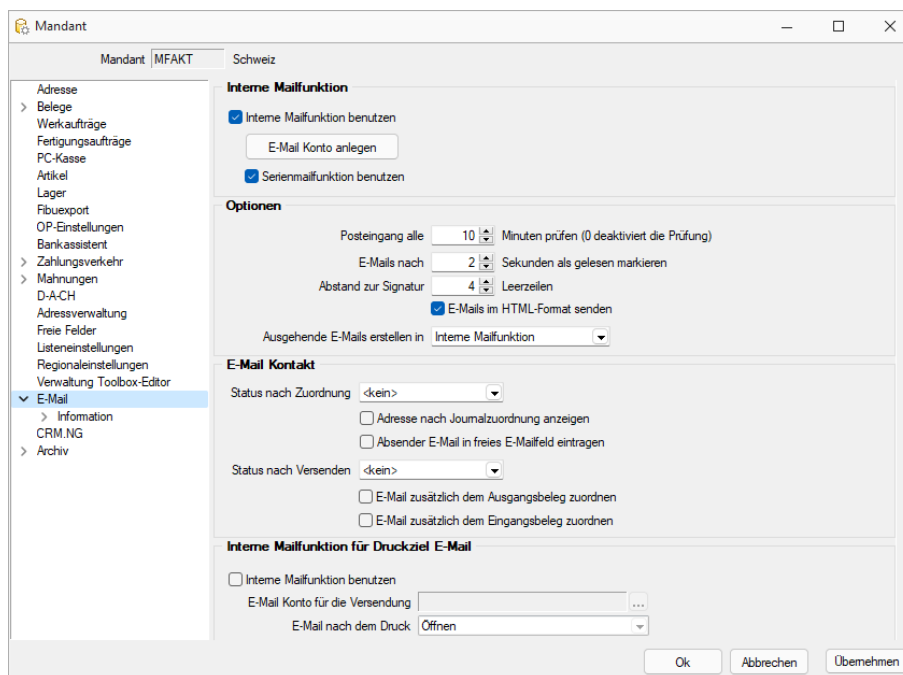 Mandant
Mandant MFAKT Schweiz
Adresse
Belege
Werkaufträge
Fertigungsaufträge
PC-Kasse
Artikel
Lager
Fibuexport
OP-Einstellungen
Bankassistent
Zahlungsverkehr
Mahnungen
D-A-CH
Adressverwaltung
Freie Felder
Listeneinstellungen
Regionaleinstellungen
Verwaltung Toolbox-Editor
E-Mail
Information
CRM.NG
Archiv
Interne Mailfunktion
Interne Mailfunktion benutzen
E-Mail Konto anlegen
Serienmailfunktion benutzen
Optionen
Posteingang alle 10 Minuten prüfen (0 deaktiviert die Prüfung)
E-Mails nach 2 Sekunden als gelesen markieren
Abstand zur Signatur 4 Leerzeilen
E-Mails im HTML-Format senden
Ausgehende E-Mails erstellen in Interne Mailfunktion
E-Mail Kontakt
Status nach Zuordnung <kein>
Adresse nach Journalzuordnung anzeigen
Absender E-Mail in freies E-Mailfeld eintragen
Status nach Versenden <kein>
E-Mail zusätzlich dem Ausgangsbeleg zuordnen
E-Mail zusätzlich dem Eingangsbeleg zuordnen
Interne Mailfunktion für Druckziel E-Mail
Interne Mailfunktion benutzen
E-Mail Konto für die Versendung ...
E-Mail nach dem Druck Öffnen
Ok Abbrechen Übernehmen